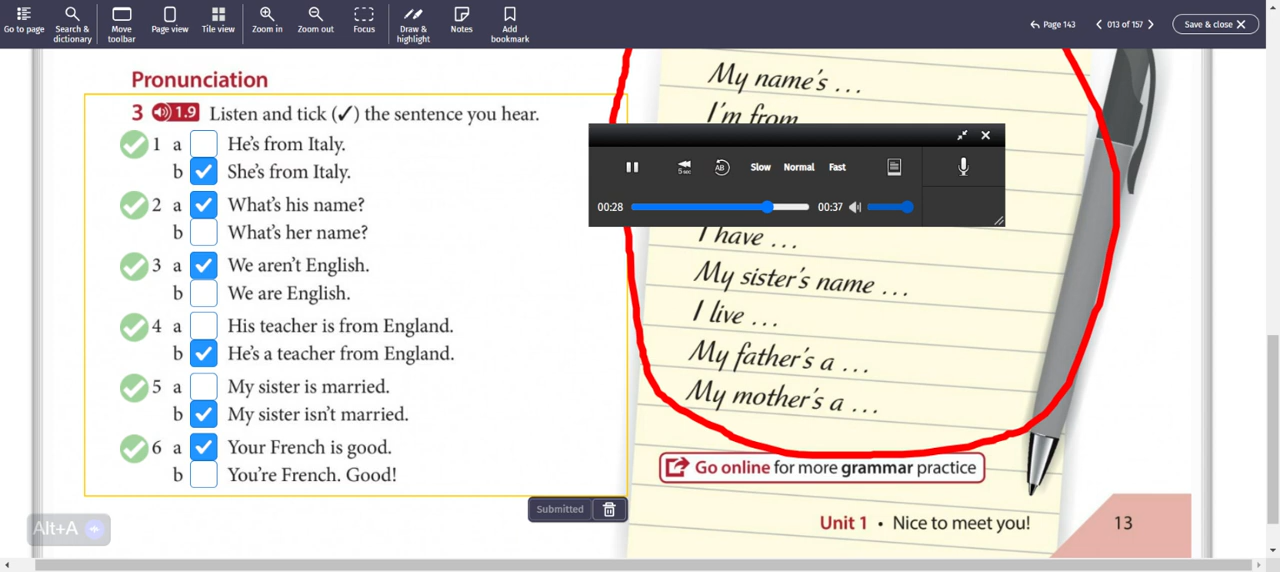 Go to page
Search & dictionary
Move toolbar
Page view
Tile view
Zoom in
Zoom out
Focus
Draw & highlight
Notes
Add bookmark
Page 143
013 of 157
Save & close
Pronunciation
3 1.9 Listen and tick (✓) the sentence you hear.
1 a He's from Italy.
b She's from Italy.
2 a What's his name?
b What's her name?
3 a We aren't English.
b We are English.
4 a His teacher is from England.
b He's a teacher from England.
5 a My sister is married.
b My sister isn't married.
6 a Your French is good.
b You're French. Good!
Submitted
Alt+A
My name's ...
I'm from
5 sec
AB
Slow
Normal
Fast
00:28
00:37
I have ...
My sister's name ...
I live ...
My father's a ...
My mother's a ...
Go online for more grammar practice
Unit 1 • Nice to meet you! 13